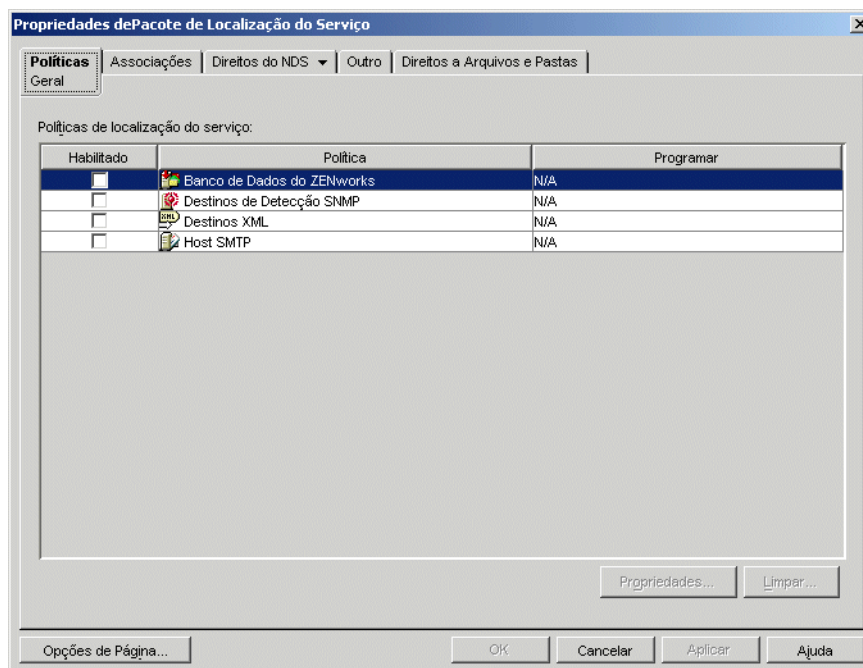 Propriedades dePacote de Localização do Serviço
Políticas Associações Direitos do NDS Outro Direitos a Arquivos e Pastas
Geral
Políticas de localização do serviço:
Habilitado Política Programar
Banco de Dados do ZENworks N/A
Destinos de Detecção SNMP N/A
XML Destinos XML N/A
Host SMTP N/A
Propriedades... Limpar...
Opções de Página... OK Cancelar Aplicar Ajuda